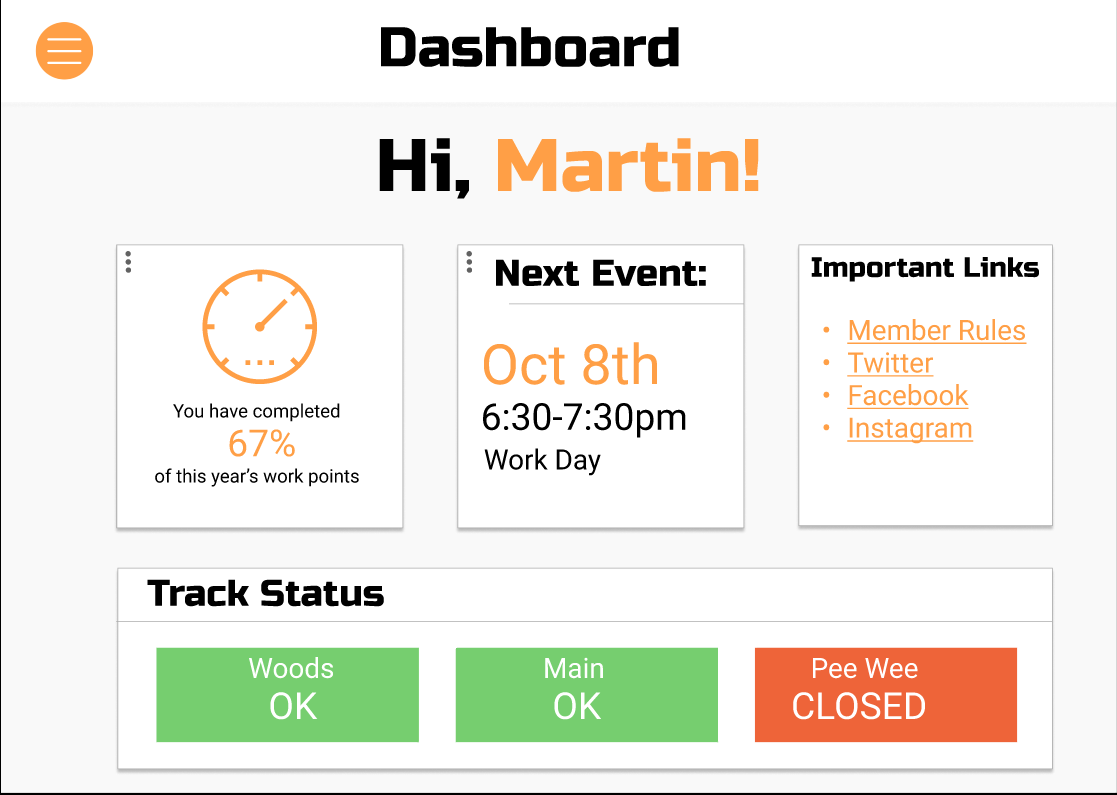 Dashboard
Hi, Martin!
You have completed
67%
of this year's work points
Next Event:
Oct 8th
6:30-7:30pm
Work Day
Important Links
• Member Rules
• Twitter
• Facebook
• Instagram
Track Status
Woods
OK
Main
OK
Pee Wee
CLOSED